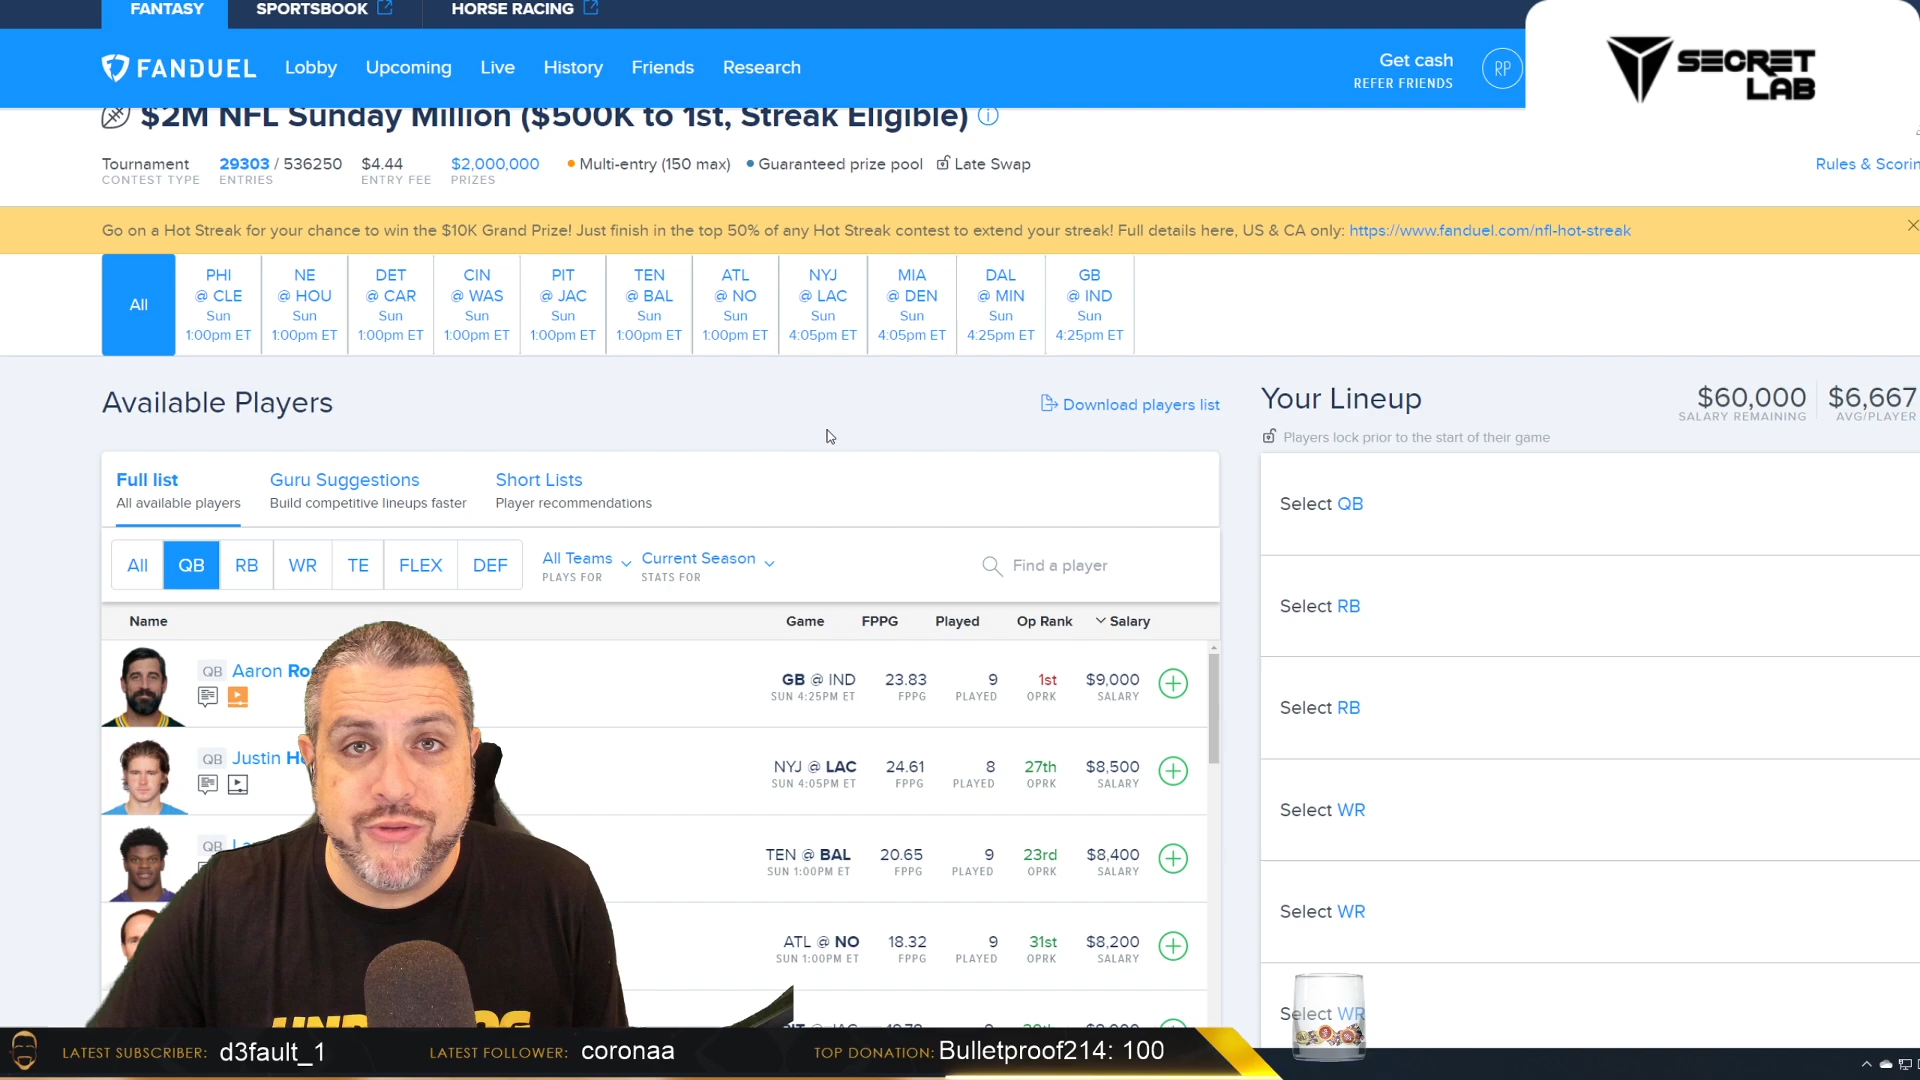 FANTASY SPORTSBOOK HORSE RACING
FANDUEL Lobby Upcoming Live History Friends Research
Get cash
REFER FRIENDS
RP
SECRET
LAB
$2M NFL Sunday Million ($500K to 1st, Streak Eligible)
Tournament 29303 / 536250 $4.44 $2,000,000 Multi-entry (150 max) Guaranteed prize pool Late Swap
CONTEST TYPE ENTRIES ENTRY FEE PRIZES
Rules & Scorin
Go on a Hot Streak for your chance to win the $10K Grand Prize! Just finish in the top 50% of any Hot Streak contest to extend your streak! Full details here, US & CA only: https://www.fanduel.com/nfl-hot-streak
All
PHI @ CLE Sun 1:00pm ET
NE @ HOU Sun 1:00pm ET
DET @ CAR Sun 1:00pm ET
CIN @ WAS Sun 1:00pm ET
PIT @ JAC Sun 1:00pm ET
TEN @ BAL Sun 1:00pm ET
ATL @ NO Sun 1:00pm ET
NYJ @ LAC Sun 4:05pm ET
MIA @ DEN Sun 4:05pm ET
DAL @ MIN Sun 4:25pm ET
GB @ IND Sun 4:25pm ET
Available Players
Download players list
Full list Guru Suggestions Short Lists
All available players Build competitive lineups faster Player recommendations
All QB RB WR TE FLEX DEF
All Teams Current Season
PLAYS FOR STATS FOR
Find a player
Name Game FPPG Played Op Rank Salary
QB Aaron Ro GB @ IND 23.83 9 1st $9,000
SUN 4:25PM ET FPPG PLAYED OPRK SALARY
QB Justin H NYJ @ LAC 24.61 8 27th $8,500
SUN 4:05PM ET FPPG PLAYED OPRK SALARY
QB La TEN @ BAL 20.65 9 23rd $8,400
SUN 1:00PM ET FPPG PLAYED OPRK SALARY
ATL @ NO 18.32 9 31st $8,200
SUN 1:00PM ET FPPG PLAYED OPRK SALARY
Your Lineup
$60,000 $6,667
SALARY REMAINING AVG/PLAYER
Players lock prior to the start of their game
Select QB
Select RB
Select RB
Select WR
Select WR
Select WR
LATEST SUBSCRIBER: d3fault_1 LATEST FOLLOWER: coronaa TOP DONATION: Bulletproof214: 100